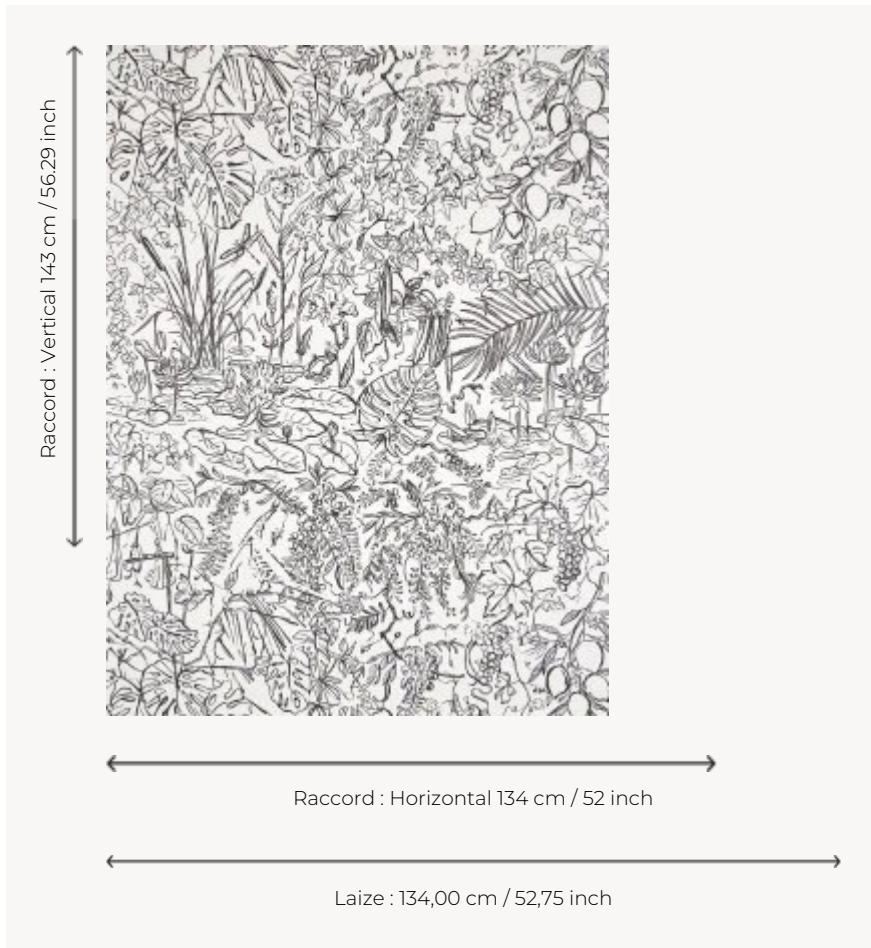 Raccord : Vertical 143 cm / 56.29 inch
Raccord : Horizontal 134 cm / 52 inch
Laize : 134,00 cm / 52,75 inch